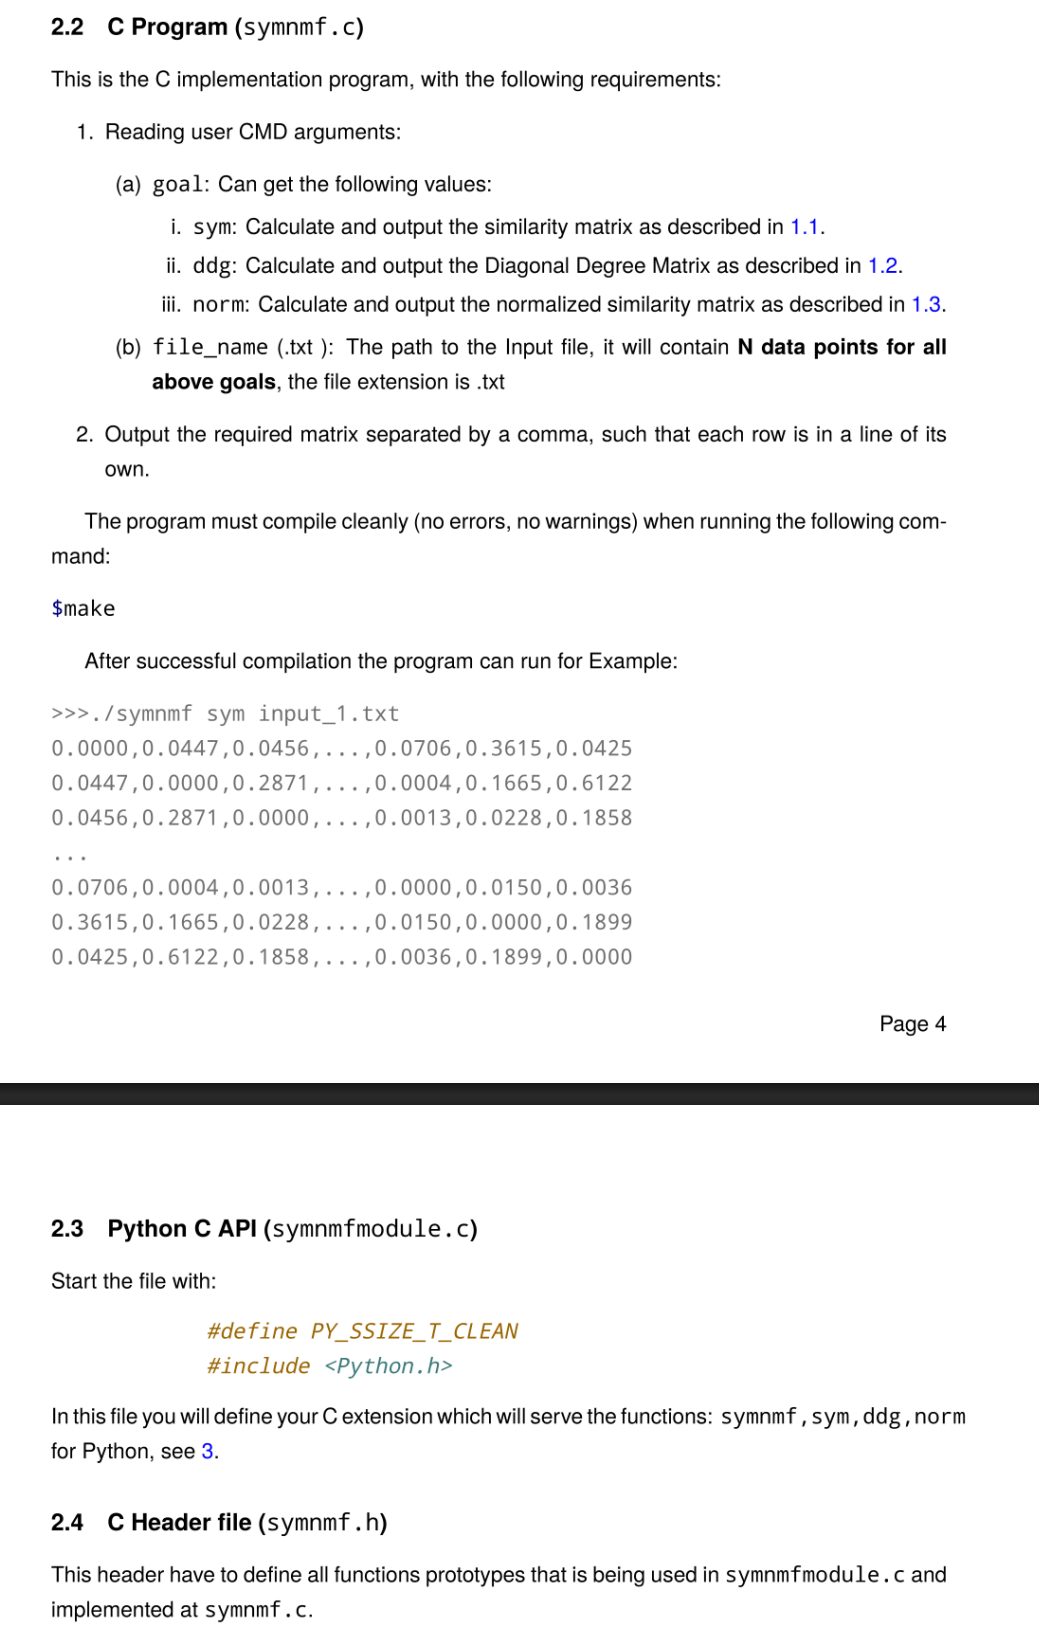 2.2 C Program (symnmf.c)
This is the C implementation program, with the following requirements:
1. Reading user CMD arguments:
(a) goal: Can get the following values:
i. sym: Calculate and output the similarity matrix as described in 1.1.
ii. ddg: Calculate and output the Diagonal Degree Matrix as described in 1.2.
iii. norm: Calculate and output the normalized similarity matrix as described in 1.3.
(b) file_name (.txt ): The path to the Input file, it will contain N data points for all
above goals, the file extension is .txt
2. Output the required matrix separated by a comma, such that each row is in a line of its
own.
The program must compile cleanly (no errors, no warnings) when running the following com-
mand:
$make
After successful compilation the program can run for Example:
>>>./symnmf sym input_1.txt
0.0000,0.0447,0.0456,...,0.0706,0.3615,0.0425
0.0447,0.0000,0.2871,...,0.0004,0.1665,0.6122
0.0456,0.2871,0.0000,...,0.0013,0.0228,0.1858
...
0.0706,0.0004,0.0013,...,0.0000,0.0150,0.0036
0.3615,0.1665,0.0228,...,0.0150,0.0000,0.1899
0.0425,0.6122,0.1858,...,0.0036,0.1899,0.0000
Page 4
2.3 Python C API (symnmfmodule.c)
Start the file with:
#define PY_SSIZE_T_CLEAN
#include <Python.h>
In this file you will define your C extension which will serve the functions: symnmf,sym,ddg,norm
for Python, see 3.
2.4 C Header file (symnmf.h)
This header have to define all functions prototypes that is being used in symnmfmodule.c and
implemented at symnmf.c.